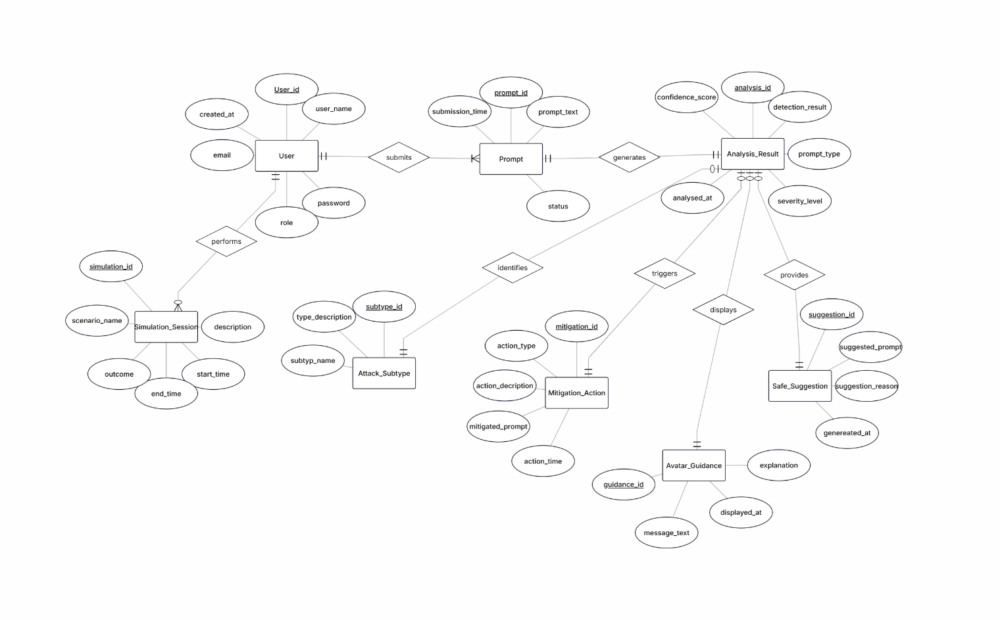 User_id
user_name
created_at
email
User
password
role
submits
prompt_id
submission_time
prompt_text
Prompt
status
generates
analysis_id
confidence_score
detection_result
Analysis_Result
prompt_type
analysed_at
severity_level
performs
identifies
triggers
displays
provides
simulation_id
scenario_name
Simulation_Session
description
outcome
start_time
end_time
subtype_id
type_description
subtyp_name
Attack_Subtype
mitigation_id
action_type
action_decription
Mitigation_Action
mitigated_prompt
action_time
suggestion_id
suggested_prompt
Safe_Suggestion
suggestion_reason
genereated_at
Avatar_Guidance
explanation
guidance_id
displayed_at
message_text